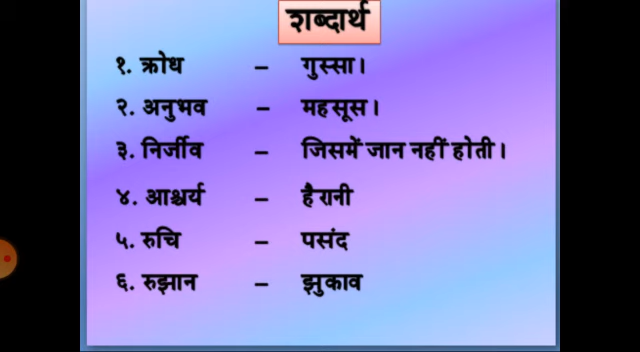 शब्दार्थ
१. क्रोध – गुस्सा।
२. अनुभव – महसूस।
३. निर्जीव – जिसमें जान नहीं होती।
४. आश्चर्य – हैरानी
५. रुचि – पसंद
६. रुझान – झुकाव